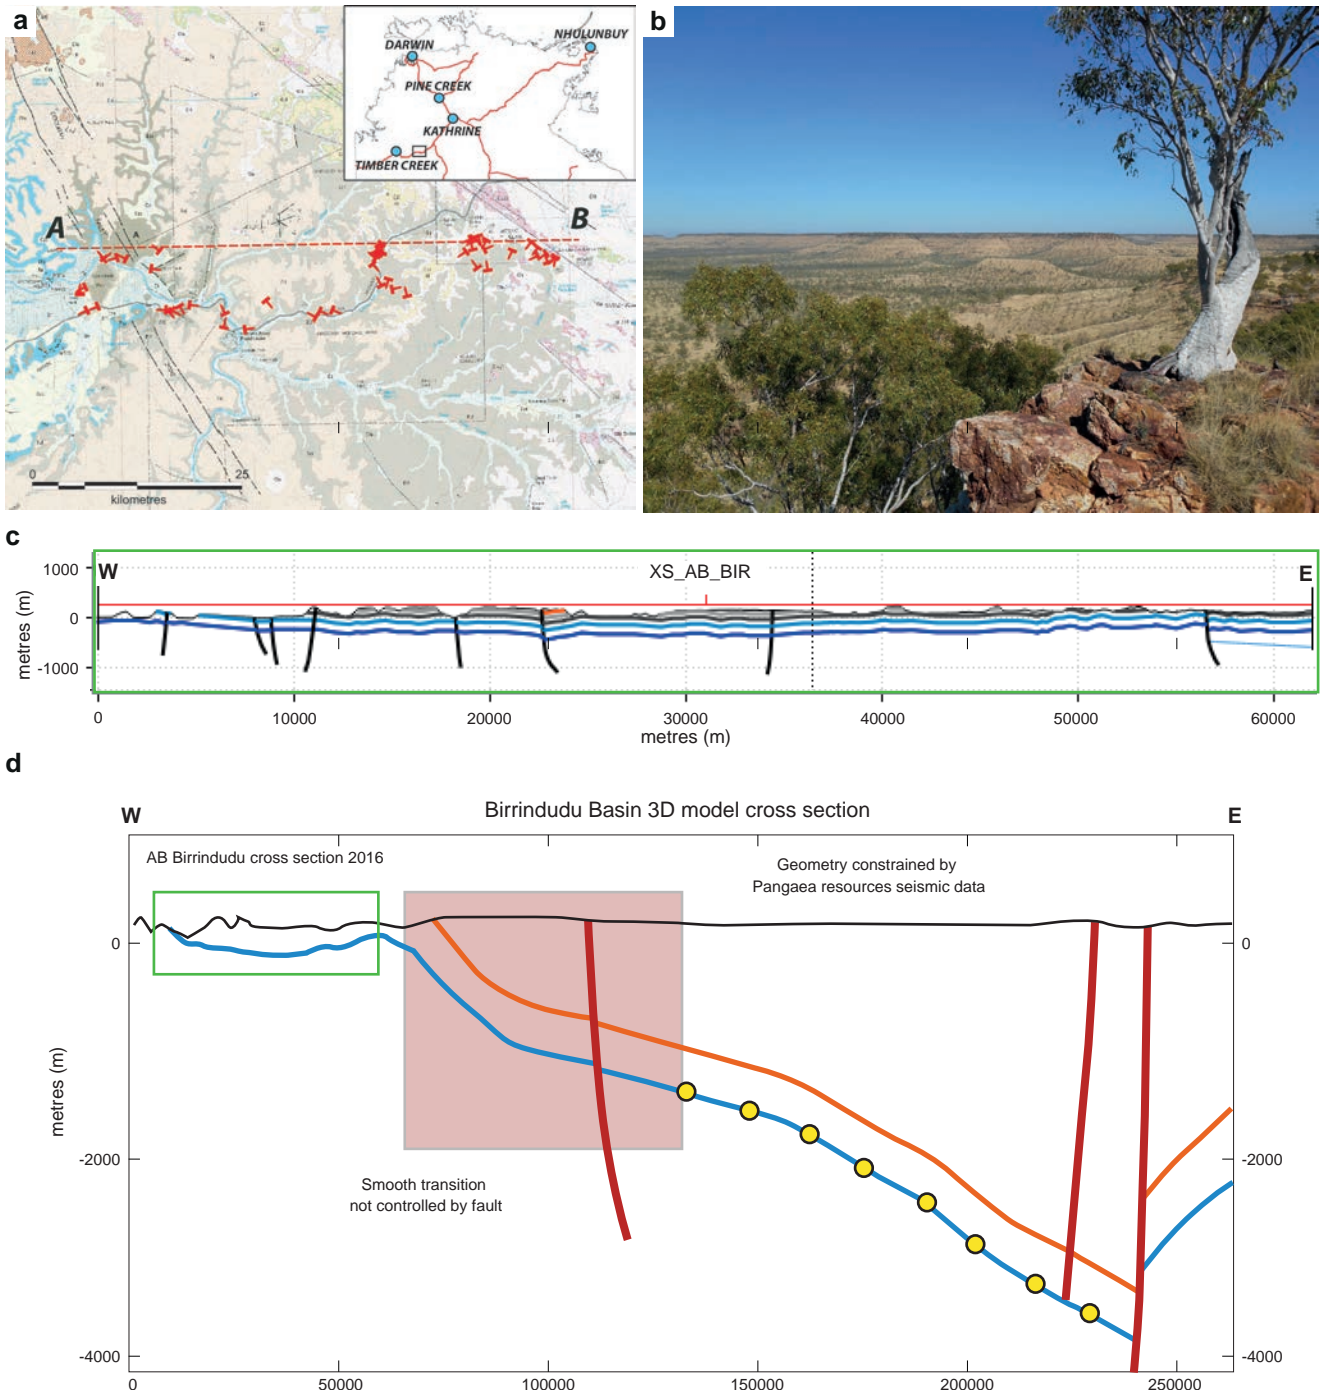 a
DARWIN
NHULUNBUY
PINE CREEK
KATHRINE
TIMBER CREEK
A
B
0
25
kilometres
b
c
W
XS_AB_BIR
E
1000
0
-1000
metres (m)
0
10000
20000
30000
40000
50000
60000
metres (m)
d
W
Birrindudu Basin 3D model cross section
E
AB Birrindudu cross section 2016
Geometry constrained by
Pangaea resources seismic data
0
0
metres (m)
-2000
-2000
Smooth transition
not controlled by fault
-4000
-4000
0
50000
100000
150000
200000
250000